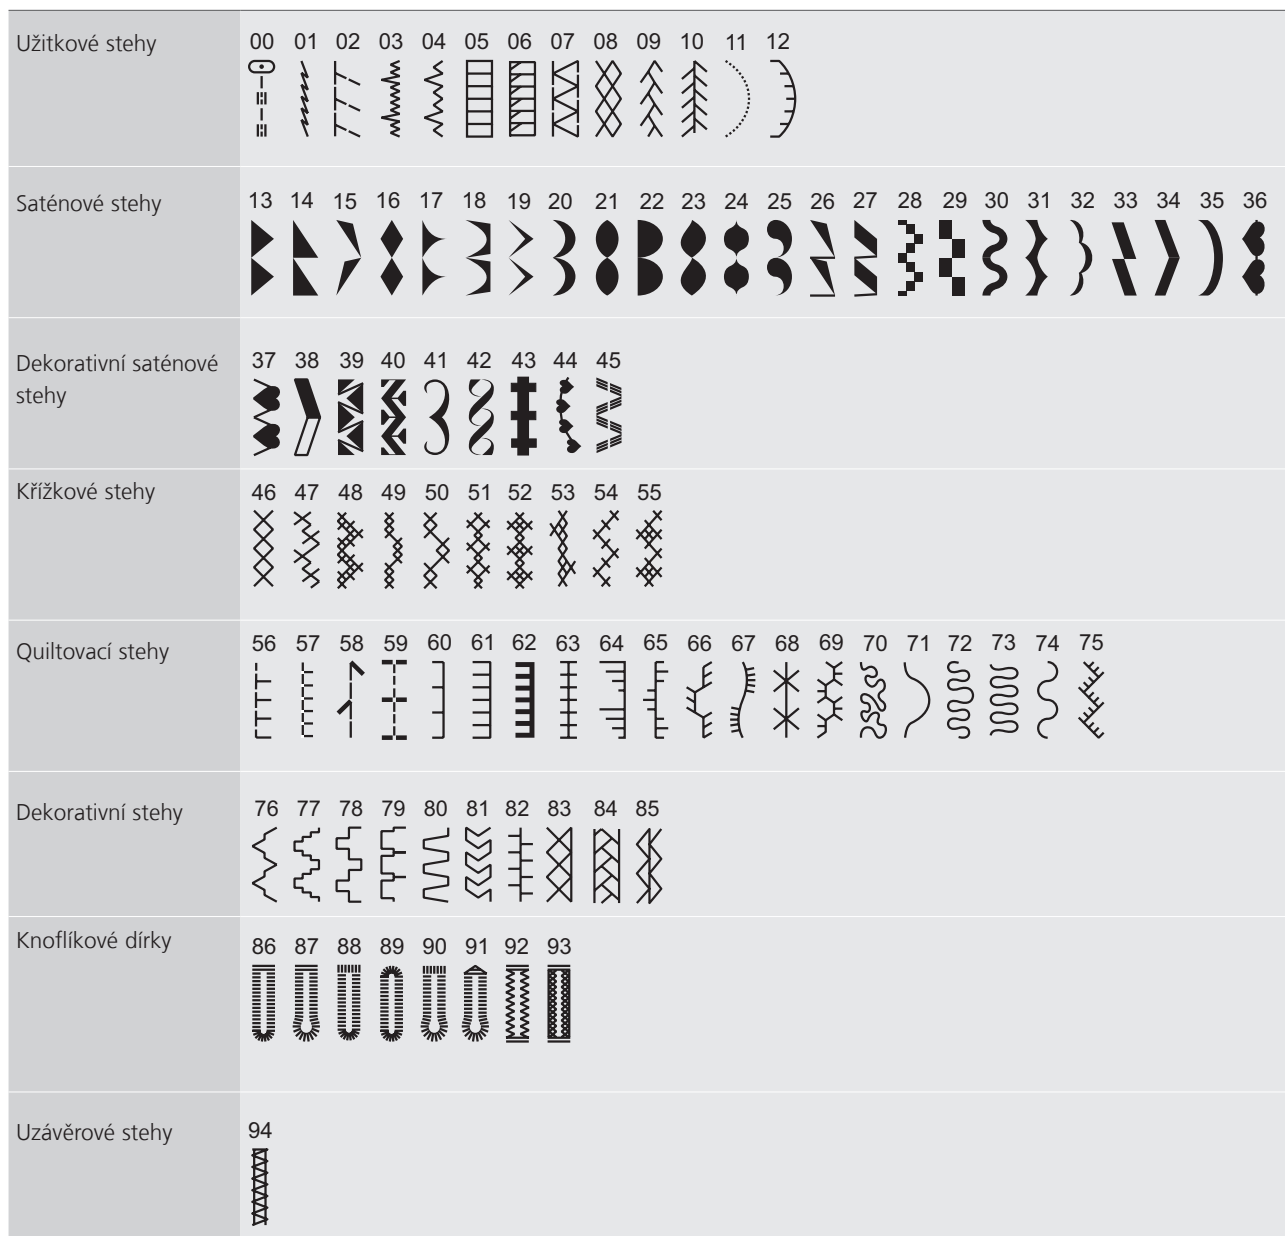 Užitkové stehy 00 01 02 03 04 05 06 07 08 09 10 11 12
Saténové stehy 13 14 15 16 17 18 19 20 21 22 23 24 25 26 27 28 29 30 31 32 33 34 35 36
Dekorativní saténové 37 38 39 40 41 42 43 44 45
stehy
Křížkové stehy 46 47 48 49 50 51 52 53 54 55
Quiltovací stehy 56 57 58 59 60 61 62 63 64 65 66 67 68 69 70 71 72 73 74 75
Dekorativní stehy 76 77 78 79 80 81 82 83 84 85
Knoflíkové dírky 86 87 88 89 90 91 92 93
Uzávěrové stehy 94